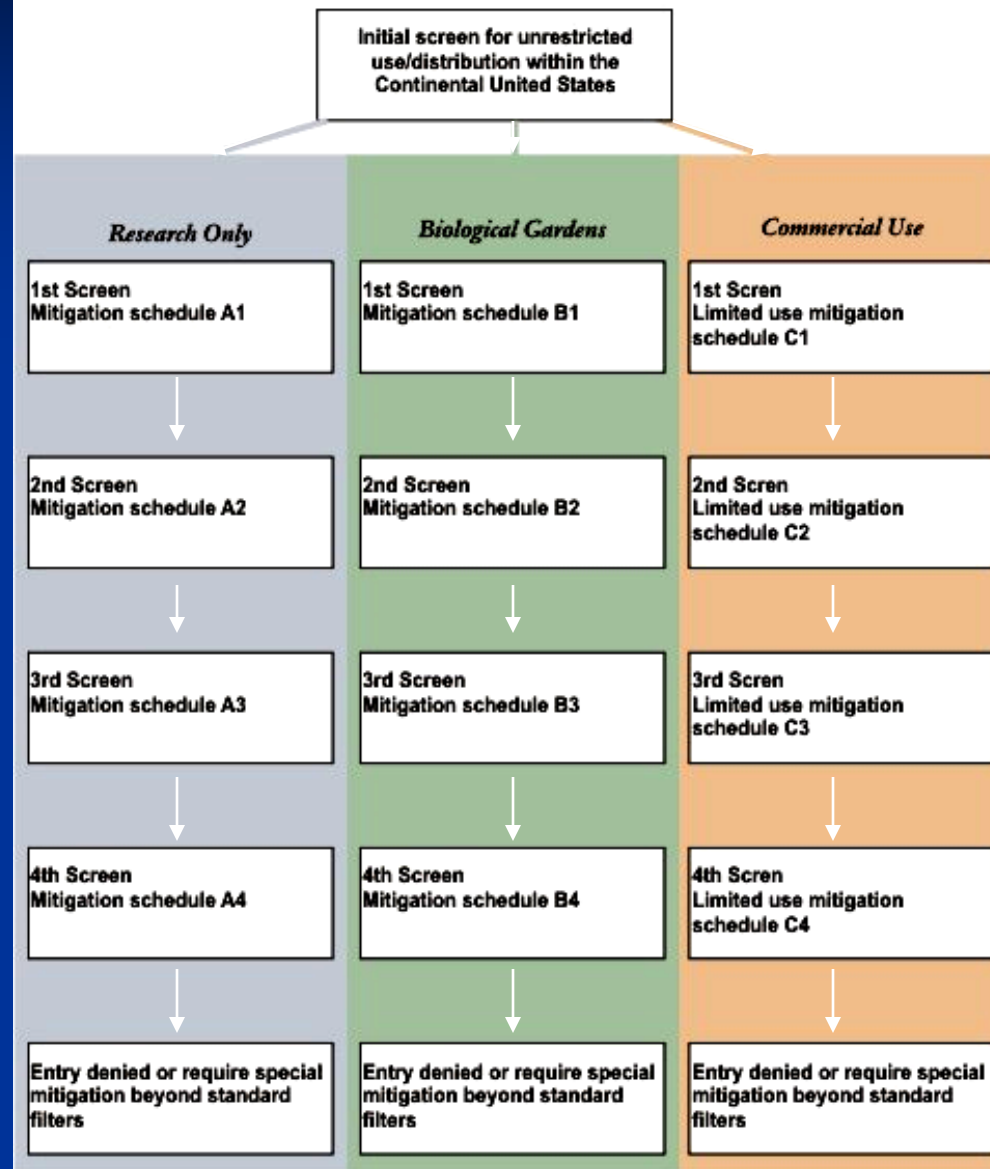 Initial screen for unrestricted
use/distribution within the
Continental United States
Research Only
1st Screen
Mitigation schedule A1
2nd Screen
Mitigation schedule A2
3rd Screen
Mitigation schedule A3
4th Screen
Mitigation schedule A4
Entry denied or require special
mitigation beyond standard
filters
Biological Gardens
1st Screen
Mitigation schedule B1
2nd Screen
Mitigation schedule B2
3rd Screen
Mitigation schedule B3
4th Screen
Mitigation schedule B4
Entry denied or require special
mitigation beyond standard
filters
Commercial Use
1st Scren
Limited use mitigation
schedule C1
2nd Scren
Limited use mitigation
schedule C2
3rd Scren
Limited use mitigation
schedule C3
4th Scren
Limited use mitigation
schedule C4
Entry denied or require special
mitigation beyond standard
filters